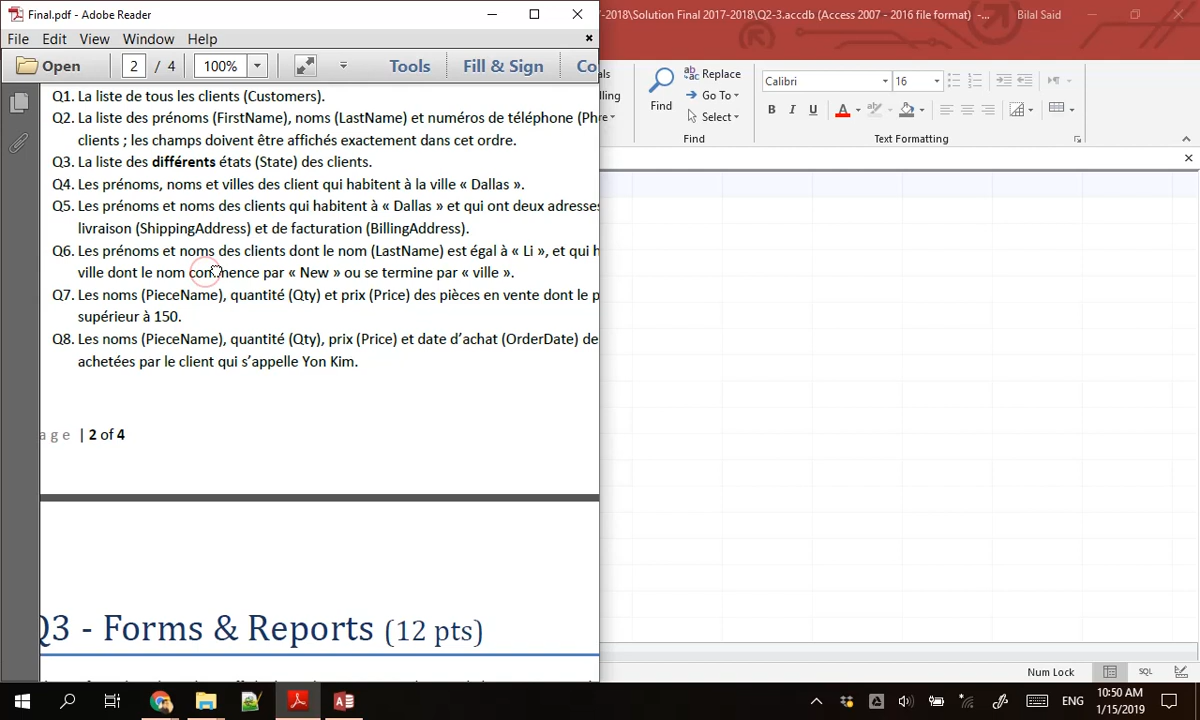 Final.pdf - Adobe Reader
File Edit View Window Help
Open 2 / 4 100% Tools Fill & Sign Co
Q1. La liste de tous les clients (Customers).
Q2. La liste des prénoms (FirstName), noms (LastName) et numéros de téléphone (Ph
clients ; les champs doivent être affichés exactement dans cet ordre.
Q3. La liste des différents états (State) des clients.
Q4. Les prénoms, noms et villes des client qui habitent à la ville « Dallas ».
Q5. Les prénoms et noms des clients qui habitent à « Dallas » et qui ont deux adresses
livraison (ShippingAddress) et de facturation (BillingAddress).
Q6. Les prénoms et noms des clients dont le nom (LastName) est égal à « Li », et qui h
ville dont le nom commence par « New » ou se termine par « ville ».
Q7. Les noms (PieceName), quantité (Qty) et prix (Price) des pièces en vente dont le p
supérieur à 150.
Q8. Les noms (PieceName), quantité (Qty), prix (Price) et date d'achat (OrderDate) de
achetées par le client qui s'appelle Yon Kim.
age | 2 of 4
Q3 - Forms & Reports (12 pts)
-2018\Solution Final 2017-2018\Q2-3.accdb (Access 2007 - 2016 file format) -... Bilal Said
als
lling
re
Find
Replace
Go To
Select
Find
Calibri 16
B I U A
Text Formatting
Num Lock SQL
ENG 10:50 AM
1/15/2019